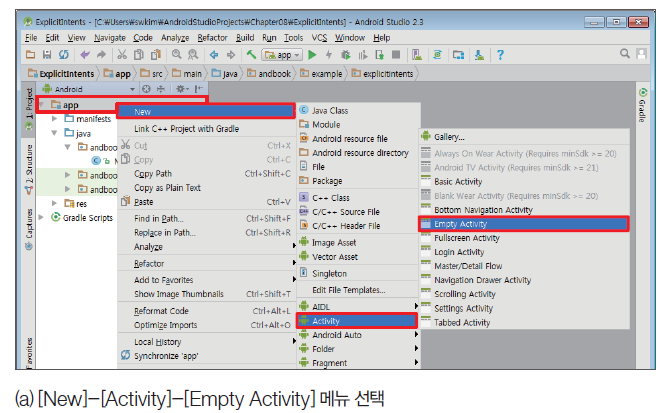 ExplicitIntents - [C:₩Users₩swkim₩AndroidStudioProjects₩Chapter08₩ExplicitIntents] - Android Studio 2.3
File Edit View Navigate Code Analyze Refactor Build Run Tools VCS Window Help
app
ExplicitIntents app src main java andbook example explicitintents
1: Project
Android
app
manifests
java
andboo
andboo
andboo
res
Gradle Scripts
Z: Structure
Captures
Favorites
Gradle
New
Link C++ Project with Gradle
Cut Ctrl+X
Copy Ctrl+C
Copy Path Ctrl+Shift+C
Copy as Plain Text
Paste Ctrl+V
Find in Path... Ctrl+Shift+F
Replace in Path... Ctrl+Shift+R
Analyze
Refactor
Add to Favorites
Show Image Thumbnails Ctrl+Shift+T
Reformat Code Ctrl+Alt+L
Optimize Imports Ctrl+Alt+O
Local History
Synchronize 'app'
Java Class
Module
Android resource file
Android resource directory
File
Package
C++ Class
C/C++ Source File
C/C++ Header File
Image Asset
Vector Asset
Singleton
Edit File Templates...
AIDL
Activity
Android Auto
Folder
Fragment
Gallery...
Always On Wear Activity (Requires minSdk >= 20)
Android TV Activity (Requires minSdk >= 21)
Basic Activity
Blank Wear Activity (Requires minSdk >= 20)
Bottom Navigation Activity
Empty Activity
Fullscreen Activity
Login Activity
Master/Detail Flow
Navigation Drawer Activity
Scrolling Activity
Settings Activity
Tabbed Activity
(a) [New]-[Activity]-[Empty Activity] 메뉴 선택